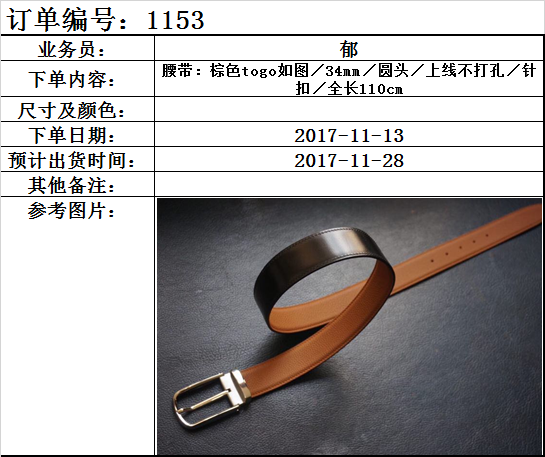 订单编号：1153
业务员：
郁
下单内容：
腰带：棕色togo如图／34mm／圆头／上线不打孔／针
扣／全长110cm
尺寸及颜色：
下单日期：
2017-11-13
预计出货时间：
2017-11-28
其他备注：
参考图片：